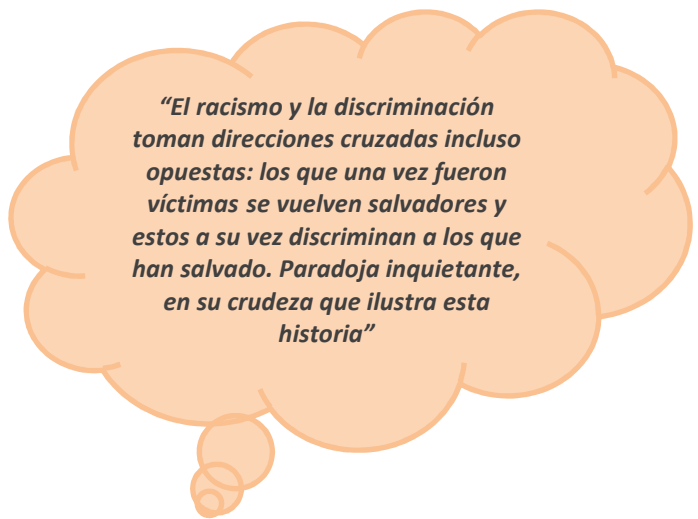 “El racismo y la discriminación
toman direcciones cruzadas incluso
opuestas: los que una vez fueron
víctimas se vuelven salvadores y
estos a su vez discriminan a los que
han salvado. Paradoja inquietante,
en su crudeza que ilustra esta
historia”